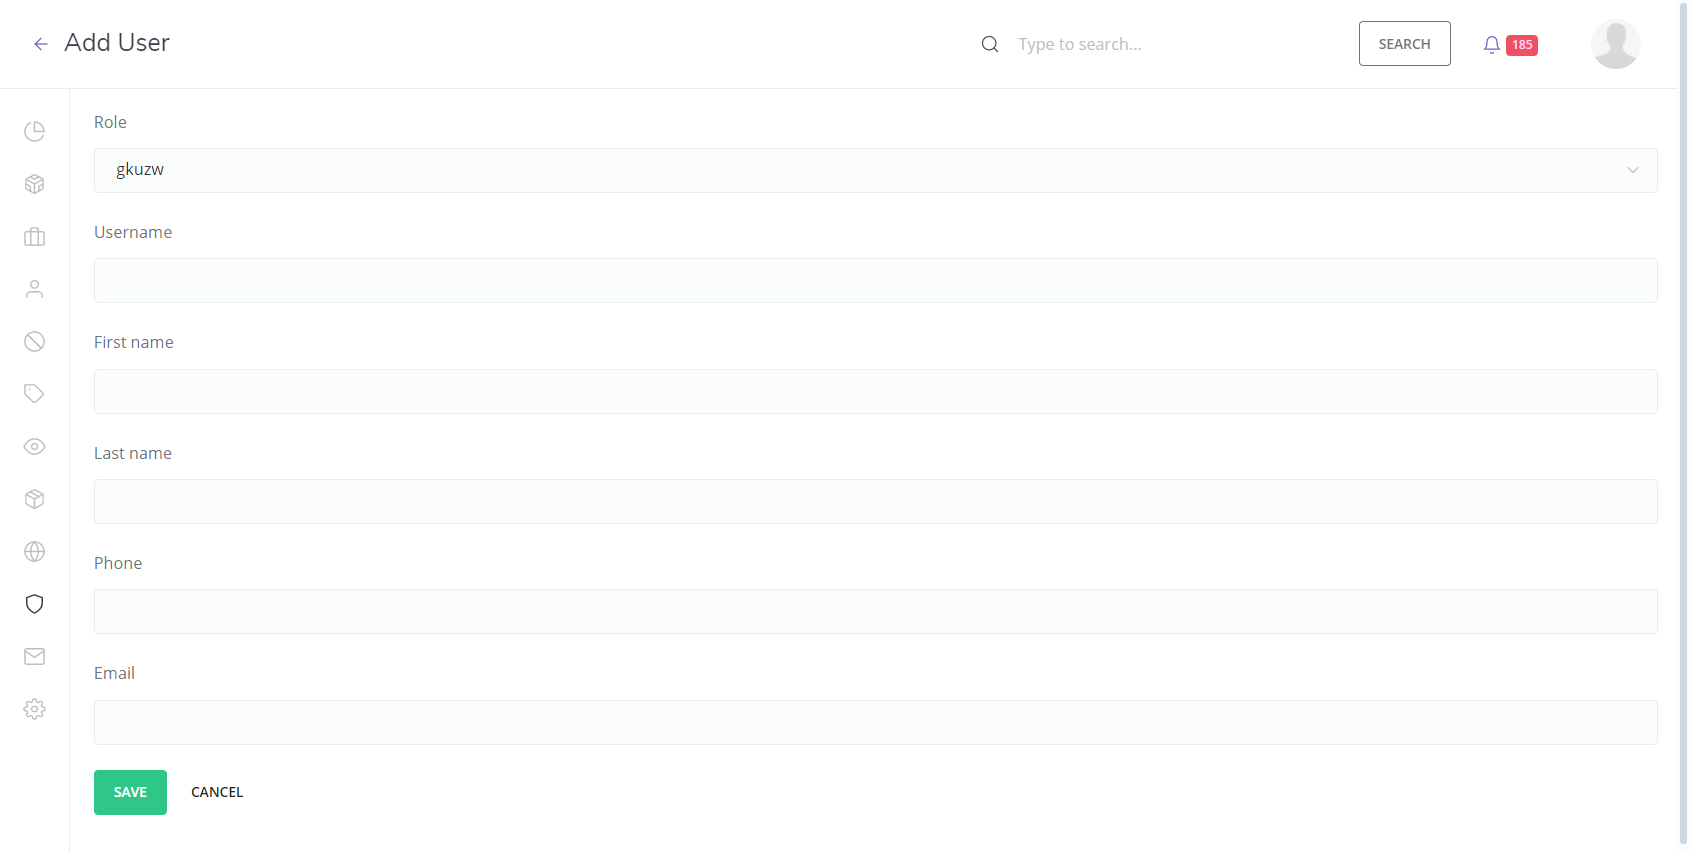 Add User
Type to search...
SEARCH
185
Role
gkuzw
Username
First name
Last name
Phone
Email
SAVE
CANCEL